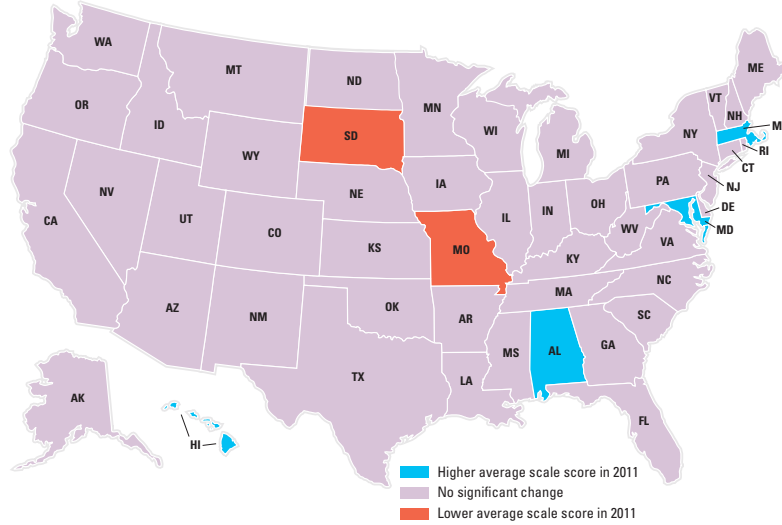 WA
MT
ND
MN
ME
VT
NH
M
OR
ID
SD
WI
NY
RI
WY
MI
CT
IA
PA
NJ
NV
NE
OH
DE
CA
UT
CO
IL
IN
WV
MD
KS
MO
VA
KY
NC
AZ
NM
OK
AR
MA
SC
MS
AL
GA
TX
LA
AK
FL
HI
Higher average scale score in 2011
No significant change
Lower average scale score in 2011